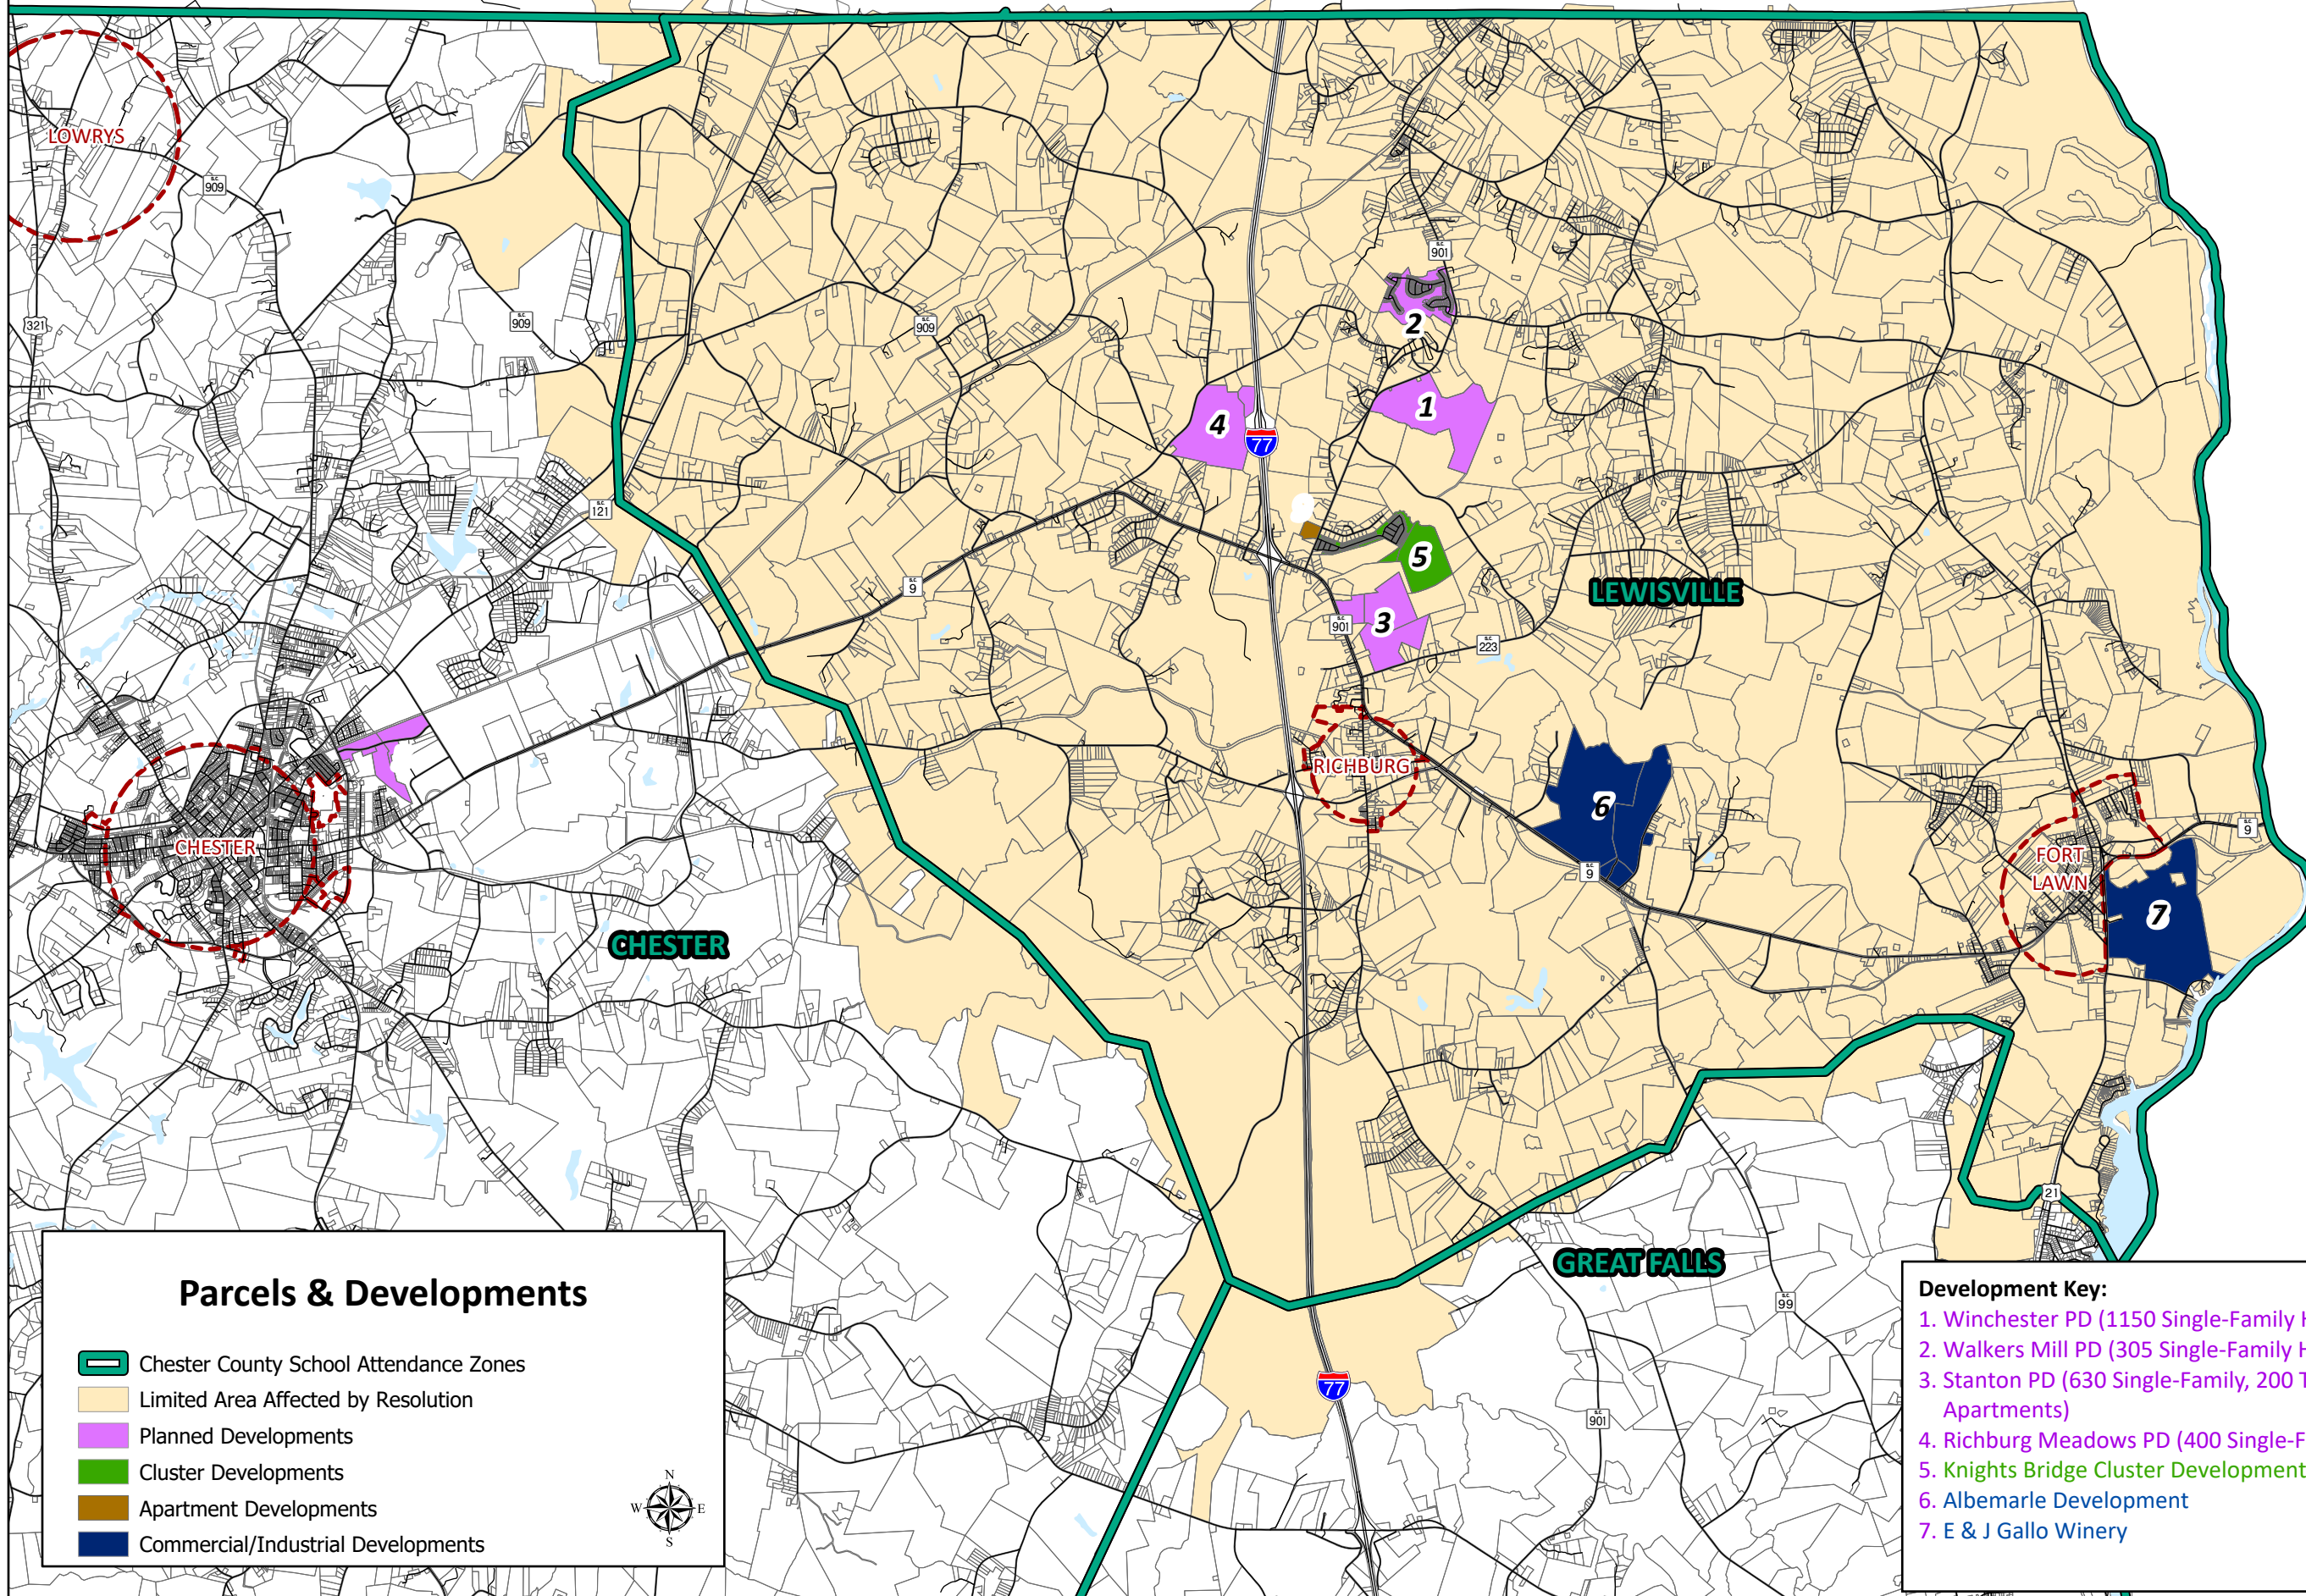 LOWRYS
S.C. 909
321
S.C. 909
S.C. 909
S.C. 901
2
1
4
77
S.C. 121
8
5
S.C. 9
LEWISVILLE
S.C. 901
3
S.C. 223
RICHBURG
6
CHESTER
S.C. 9
FORT
LAWN
S.C. 9
7
CHESTER
21
GREAT FALLS
S.C. 99
77
S.C. 901
Parcels & Developments
Chester County School Attendance Zones
Limited Area Affected by Resolution
Planned Developments
Cluster Developments
Apartment Developments
Commercial/Industrial Developments
N
W E
S
Development Key:
1. Winchester PD (1150 Single-Family H
2. Walkers Mill PD (305 Single-Family H
3. Stanton PD (630 Single-Family, 200 T
Apartments)
4. Richburg Meadows PD (400 Single-F
5. Knights Bridge Cluster Development
6. Albemarle Development
7. E & J Gallo Winery